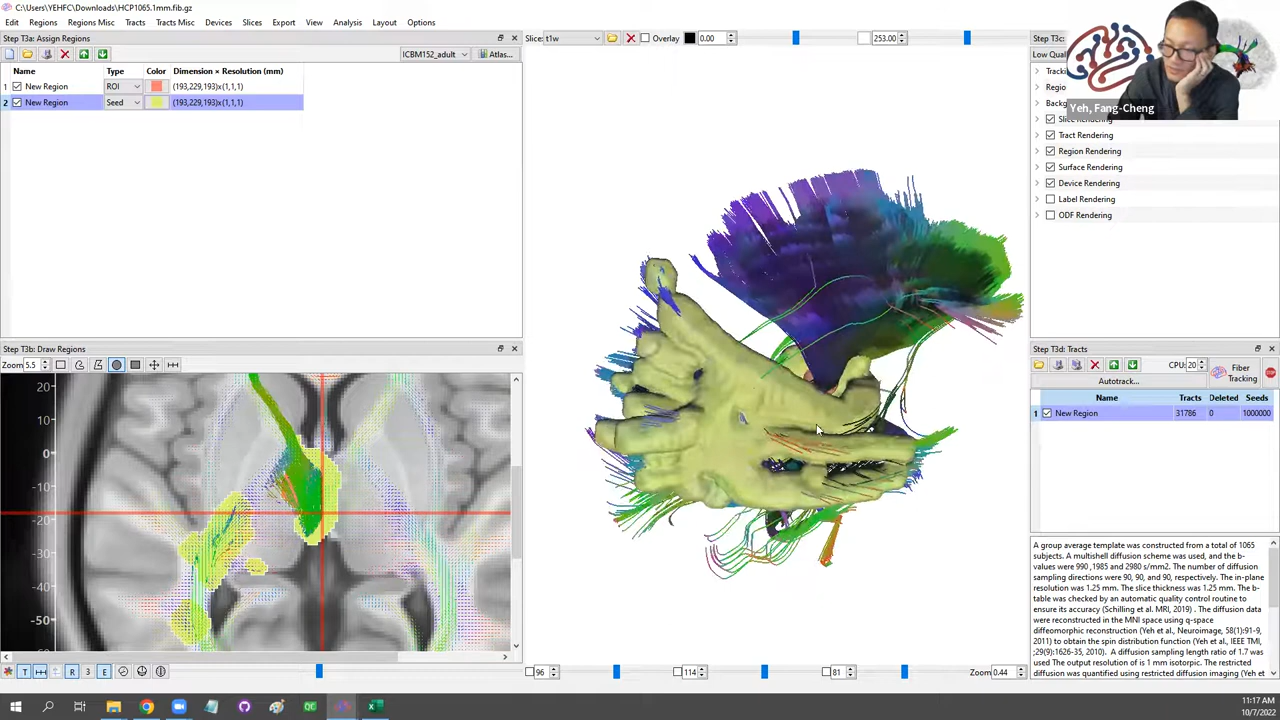 C:\Users\YEHFC\Downloads\HCP1065.1mm.fib.gz
Edit Regions Regions Misc Tracts Tracts Misc Devices Slices Export View Analysis Layout Options
Step T3a: Assign Regions
ICBM152_adult Atlas...
Name Type Color Dimension × Resolution (mm)
1 New Region ROI (193,229,193)x(1,1,1)
2 New Region Seed (193,229,193)x(1,1,1)
Step T3b: Draw Regions
Zoom 5.5
20
10
0
-10
-20
-30
-40
-50
T R 3 E
Slice: t1w Overlay 0.00 253.00
96 114 81 Zoom 0.44
Step T3c:
Low Qual
Tracki
Regio
Backg
Slice Rendering
Tract Rendering
Region Rendering
Surface Rendering
Device Rendering
Label Rendering
ODF Rendering
Yeh, Fang-Cheng
Step T3d: Tracts
CPU: 20 Fiber Tracking STOP
Autotrack...
Name Tracts Deleted Seeds
1 New Region 31786 0 1000000
A group average template was constructed from a total of 1065
subjects. A multishell diffusion scheme was used, and the b-
values were 990 ,1985 and 2980 s/mm2. The number of diffusion
sampling directions were 90, 90, and 90, respectively. The in-plane
resolution was 1.25 mm. The slice thickness was 1.25 mm. The b-
table was checked by an automatic quality control routine to
ensure its accuracy (Schilling et al. MRI, 2019) . The diffusion data
were reconstructed in the MNI space using q-space
diffeomorphic reconstruction (Yeh et al., Neuroimage, 58(1):91-9,
2011) to obtain the spin distribution function (Yeh et al., IEEE TMI,
;29(9):1626-35, 2010). A diffusion sampling length ratio of 1.7 was
used The output resolution of is 1 mm isotorpic. The restricted
diffusion was quantified using restricted diffusion imaging (Yeh et
11:17 AM
10/7/2022